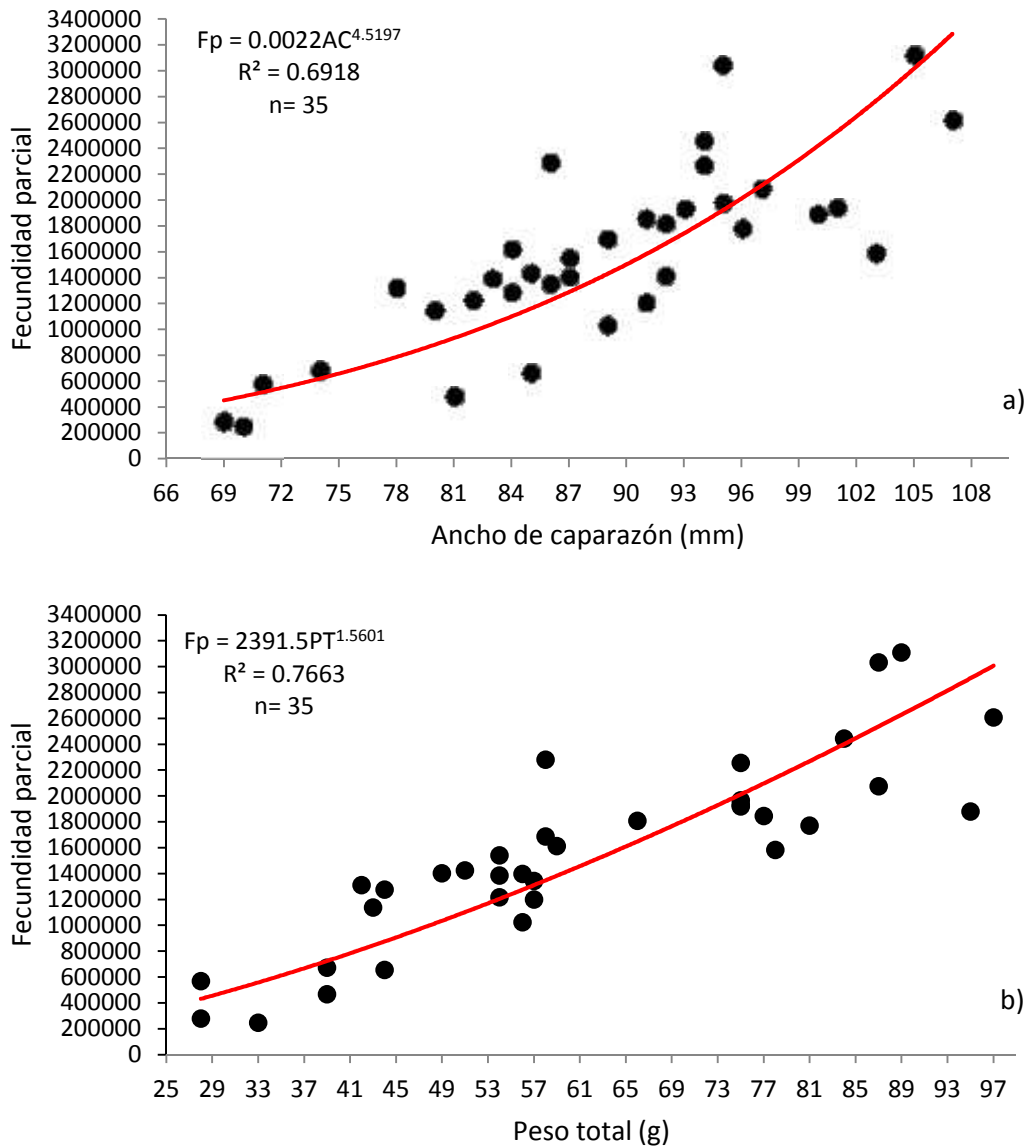 3400000
3200000
3000000
2800000
2600000
2400000
2200000
2000000
1800000
1600000
1400000
1200000
1000000
800000
600000
400000
200000
0
Fecundidad parcial
Fp = 0.0022AC^4.5197
R² = 0.6918
n= 35
a)
66 69 72 75 78 81 84 87 90 93 96 99 102 105 108
Ancho de caparazón (mm)
3400000
3200000
3000000
2800000
2600000
2400000
2200000
2000000
1800000
1600000
1400000
1200000
1000000
800000
600000
400000
200000
0
Fecundidad parcial
Fp = 2391.5PT^1.5601
R² = 0.7663
n= 35
b)
25 29 33 37 41 45 49 53 57 61 65 69 73 77 81 85 89 93 97
Peso total (g)